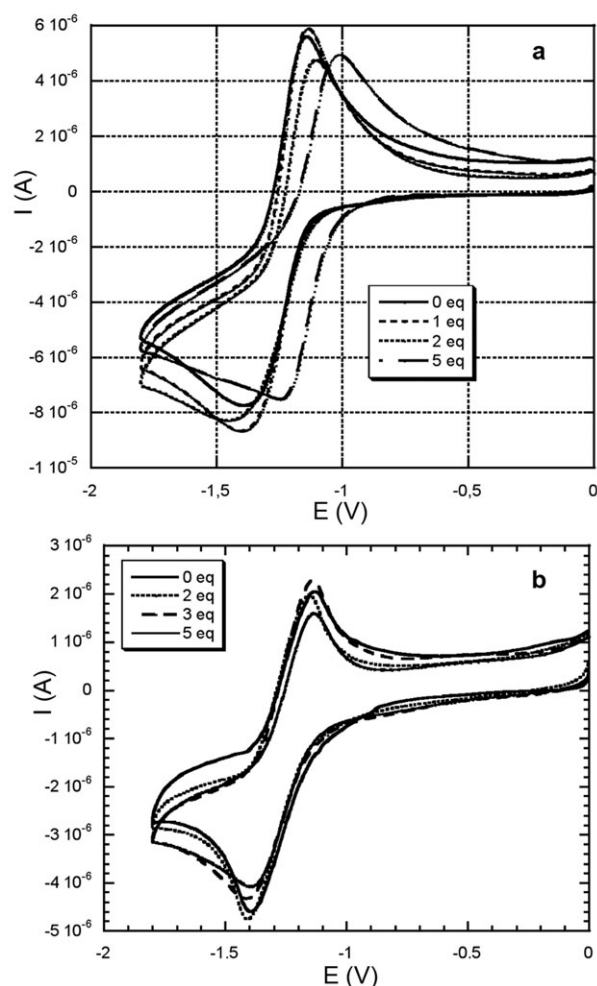 6 10⁻⁶
a
4 10⁻⁶
2 10⁻⁶
0
I (A)
-2 10⁻⁶
-4 10⁻⁶
0 eq
1 eq
2 eq
5 eq
-6 10⁻⁶
-8 10⁻⁶
-1 10⁻⁵
-2
-1,5
-1
-0,5
0
E (V)
3 10⁻⁶
b
0 eq
2 eq
3 eq
5 eq
2 10⁻⁶
1 10⁻⁶
0
I (A)
-1 10⁻⁶
-2 10⁻⁶
-3 10⁻⁶
-4 10⁻⁶
-5 10⁻⁶
-2
-1.5
-1
-0.5
0
E (V)